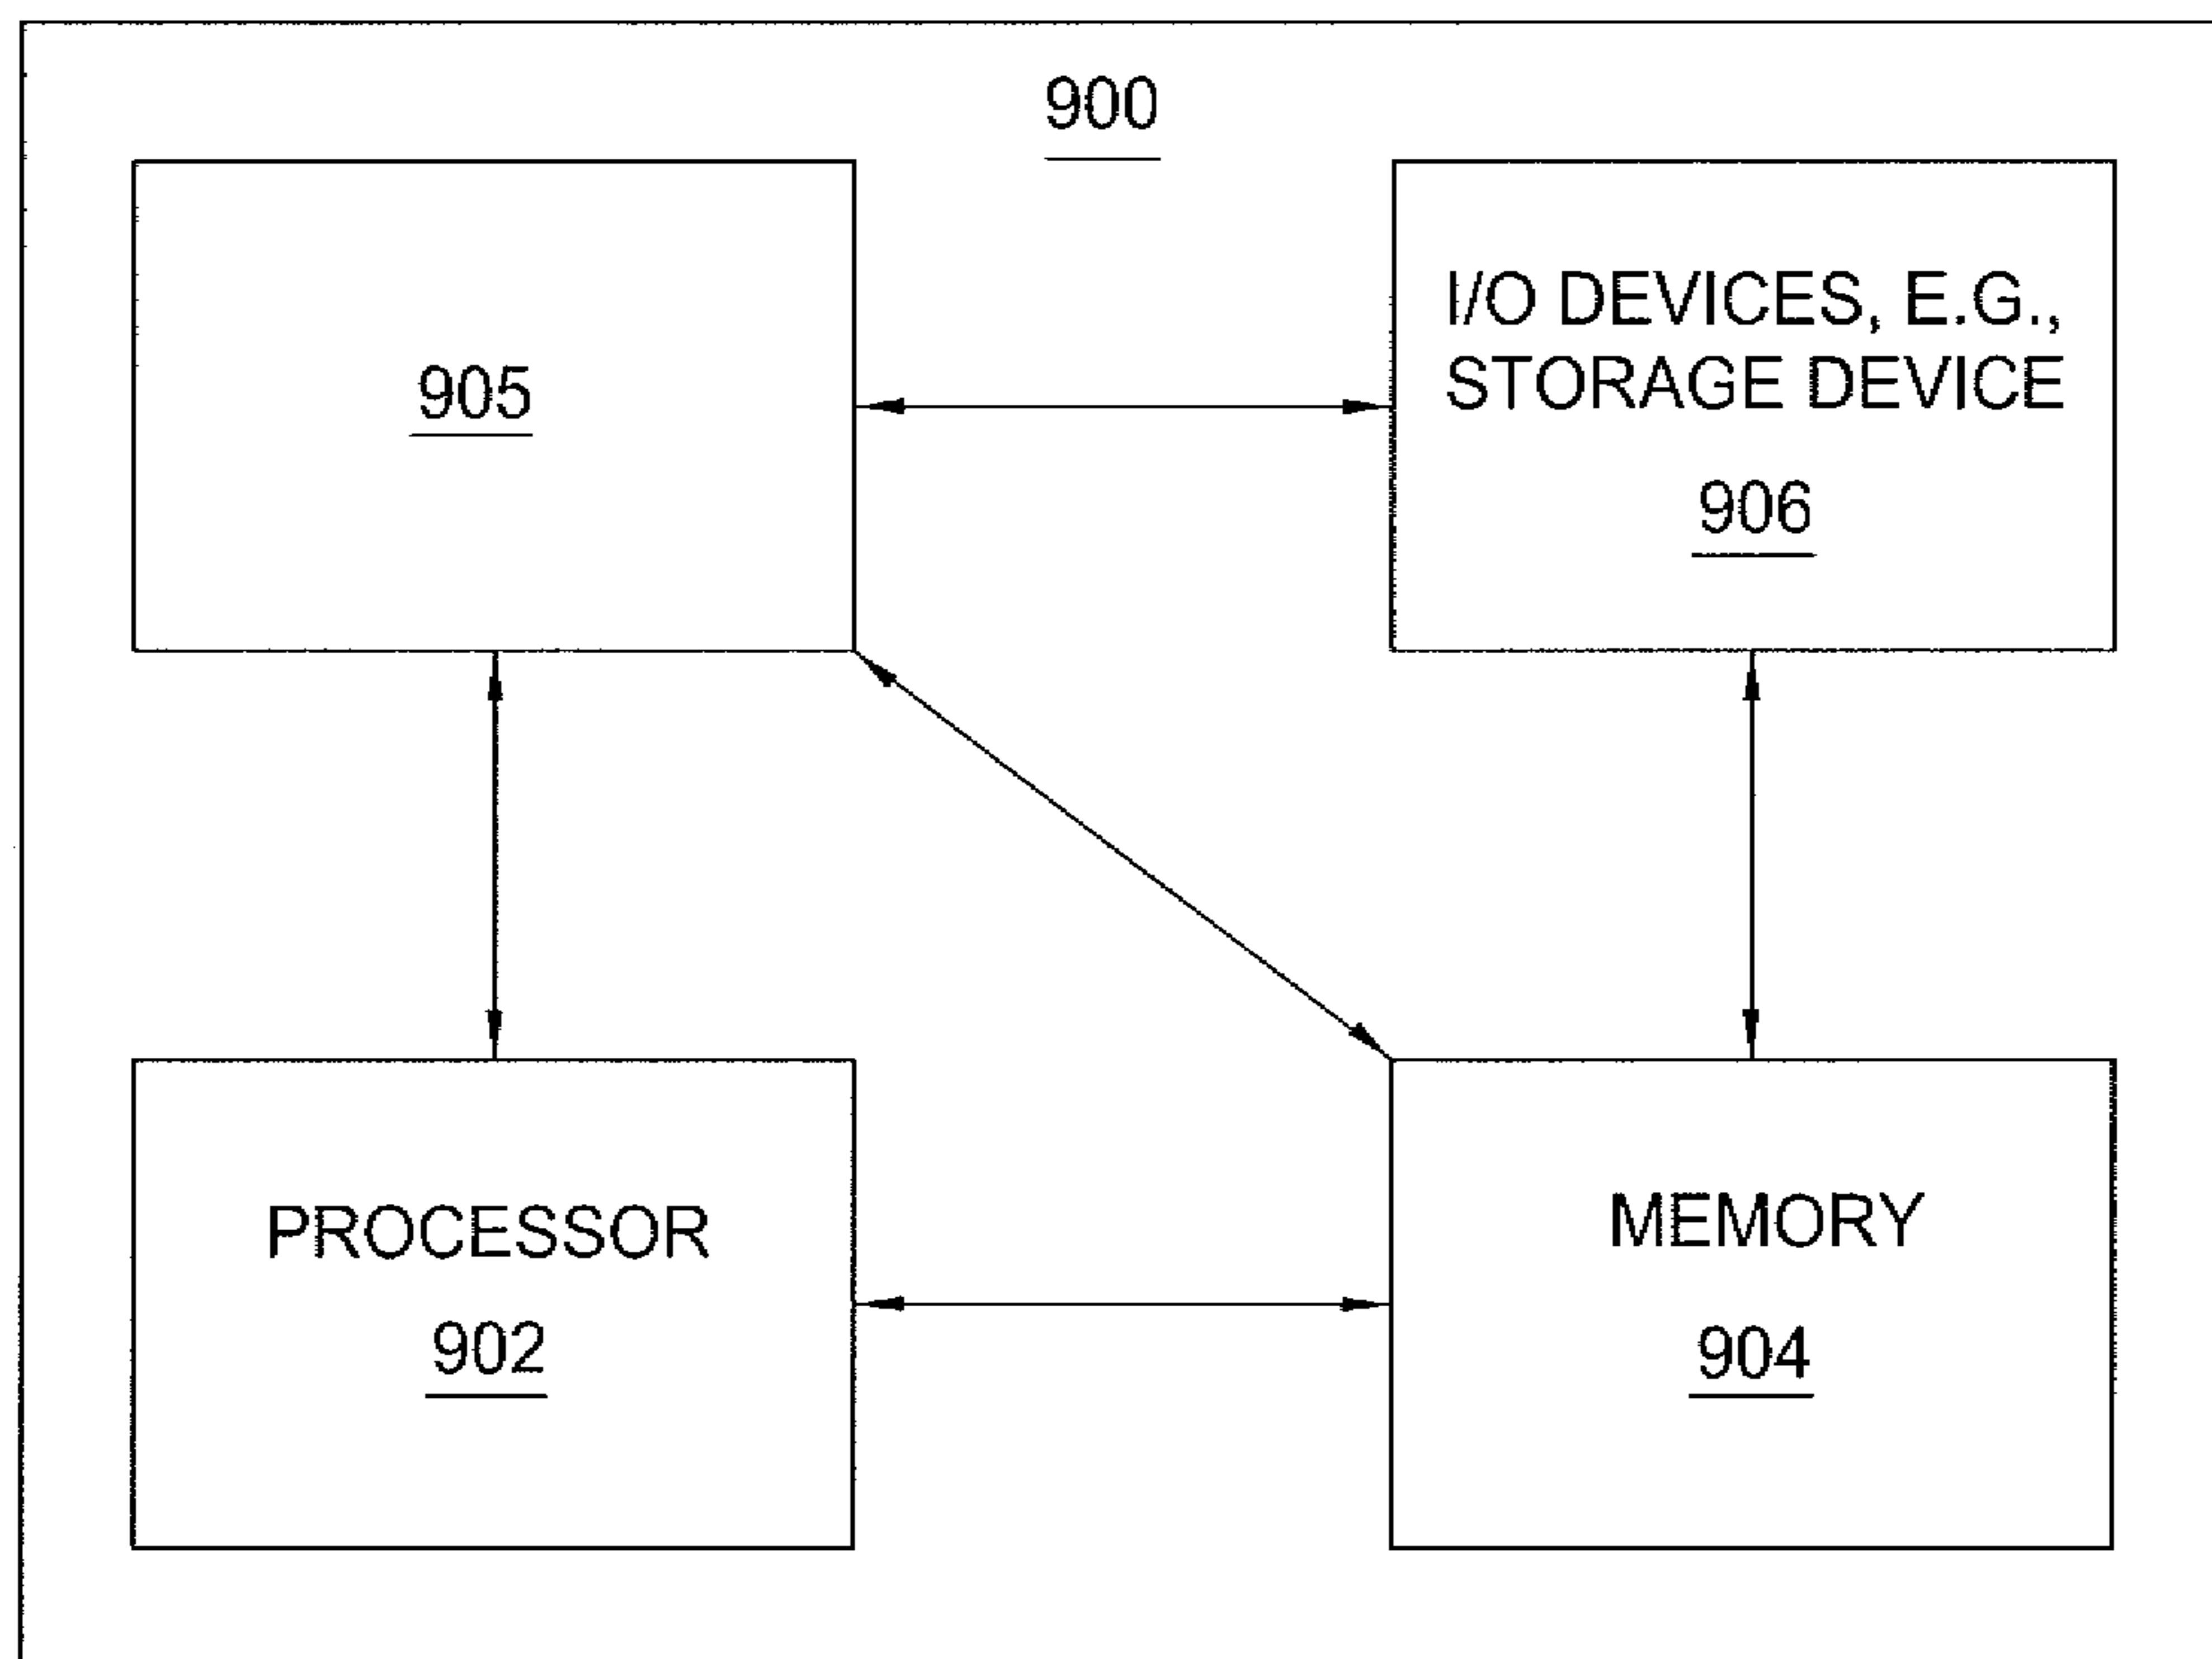 900
905
I/O DEVICES, E.G.,
STORAGE DEVICE
906
PROCESSOR
902
MEMORY
904